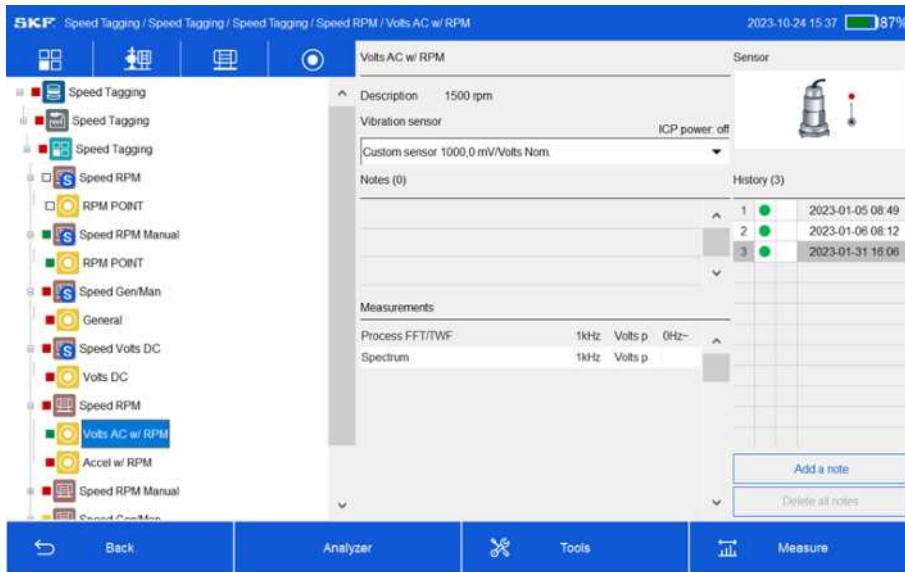 SKF Speed Tagging / Speed Tagging / Speed Tagging / Speed RPM / Volts AC w/ RPM 2023-10-24 15:37 87%
Speed Tagging
Speed Tagging
Speed Tagging
Speed RPM
RPM POINT
Speed RPM Manual
RPM POINT
Speed Gen/Man
General
Speed Volts DC
Volts DC
Speed RPM
Volts AC w/ RPM
Accel w/ RPM
Speed RPM Manual
Speed Gen/Man
Volts AC w/ RPM
Description 1500 rpm
Vibration sensor
ICP power: off
Custom sensor 1000,0 mV/Volts Nom.
Notes (0)
Measurements
Process FFT/TWF 1kHz Volts p 0Hz~
Spectrum 1kHz Volts p
Sensor
History (3)
1 2023-01-05 08:49
2 2023-01-06 08:12
3 2023-01-31 16:06
Add a note
Delete all notes
Back Analyzer Tools Measure